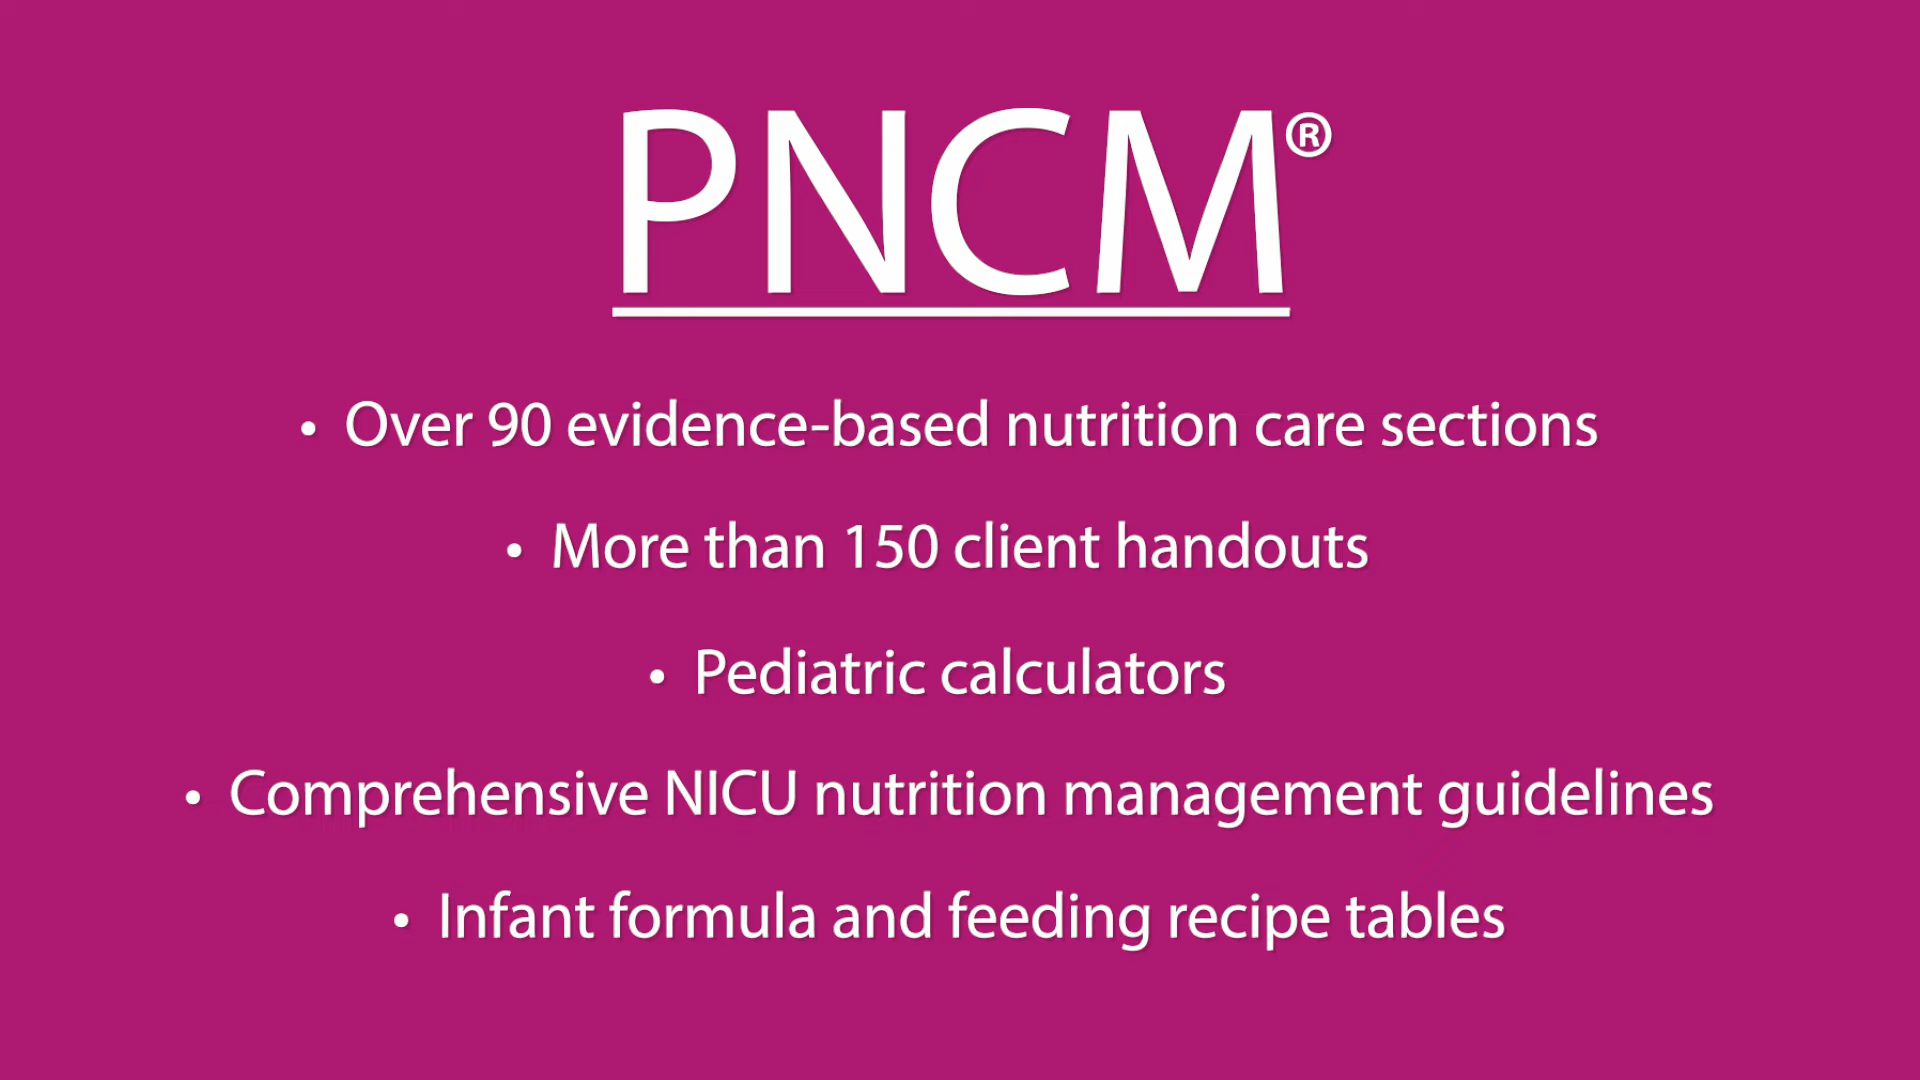 PNCM®
• Over 90 evidence-based nutrition care sections
• More than 150 client handouts
• Pediatric calculators
• Comprehensive NICU nutrition management guidelines
• Infant formula and feeding recipe tables